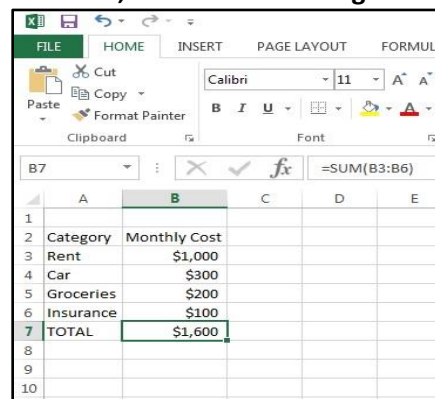 FILE HOME INSERT PAGE LAYOUT FORMUL
Cut
Copy
Paste
Format Painter
Clipboard
Calibri 11 A A
B I U A
Font
B7 fx =SUM(B3:B6)
A B C D E
1
2 Category Monthly Cost
3 Rent $1,000
4 Car $300
5 Groceries $200
6 Insurance $100
7 TOTAL $1,600
8
9
10